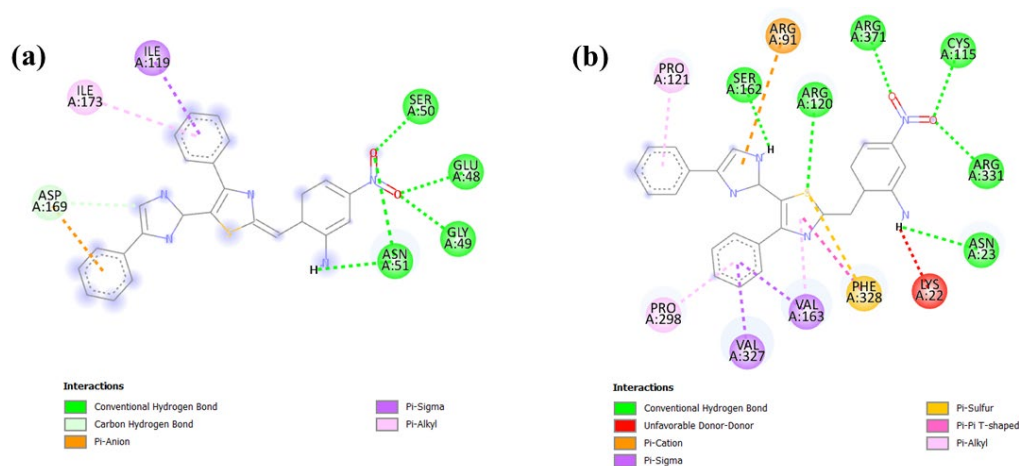 (a)
ILE
A:119
ILE
A:173
SER
50
GLU
48
ASP
A:169
GLY
A:49
ASN
A:51
H
N
N
N
N
S
N
O
O
Interactions
Conventional Hydrogen Bond
Carbon Hydrogen Bond
Pi-Anion
Pi-Sigma
Pi-Alkyl
(b)
ARG
A:91
ARG
A:371
CYS
A:115
PRO
A:121
SER
A:162
ARG
A:120
ARG
A:331
ASN
A:23
LYS
A:22
PHE
A:328
VAL
A:163
PRO
A:298
VAL
A:327
H
N
N
N
N
O
O
S
N
H
Interactions
Conventional Hydrogen Bond
Unfavorable Donor-Donor
Pi-Cation
Pi-Sigma
Pi-Sulfur
Pi-Pi T-shaped
Pi-Alkyl